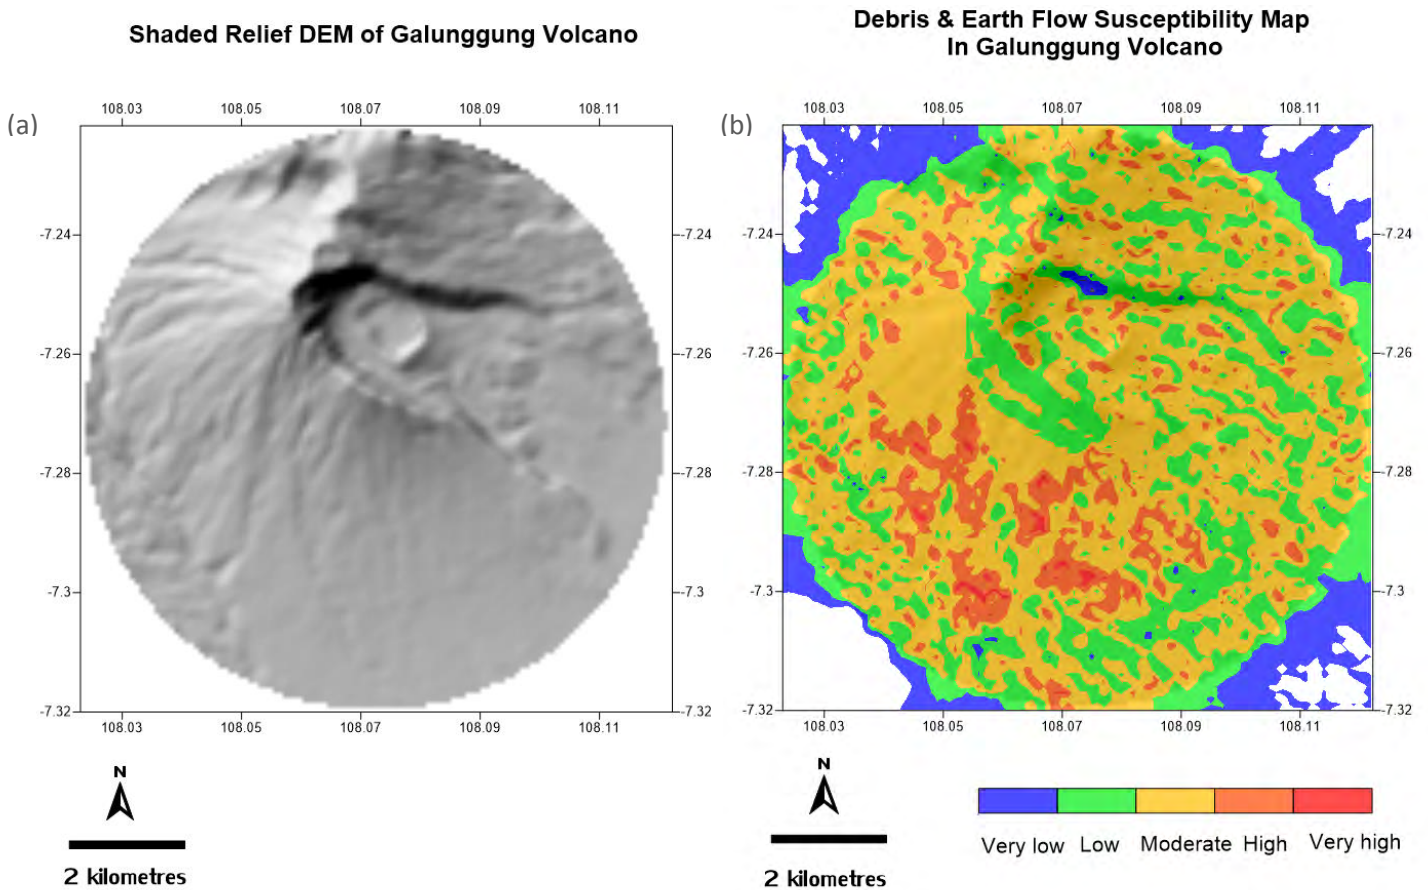 Shaded Relief DEM of Galunggung Volcano
(a)
108.03 108.05 108.07 108.09 108.11
-7.24 -7.24
-7.26 -7.26
-7.28 -7.28
-7.3 -7.3
-7.32 -7.32
108.03 108.05 108.07 108.09 108.11
N
2 kilometres
Debris & Earth Flow Susceptibility Map
In Galunggung Volcano
(b)
108.03 108.05 108.07 108.09 108.11
-7.24 -7.24
-7.26 -7.26
-7.28 -7.28
-7.3 -7.3
-7.32 -7.32
108.03 108.05 108.07 108.09 108.11
N
2 kilometres
Very low Low Moderate High Very high